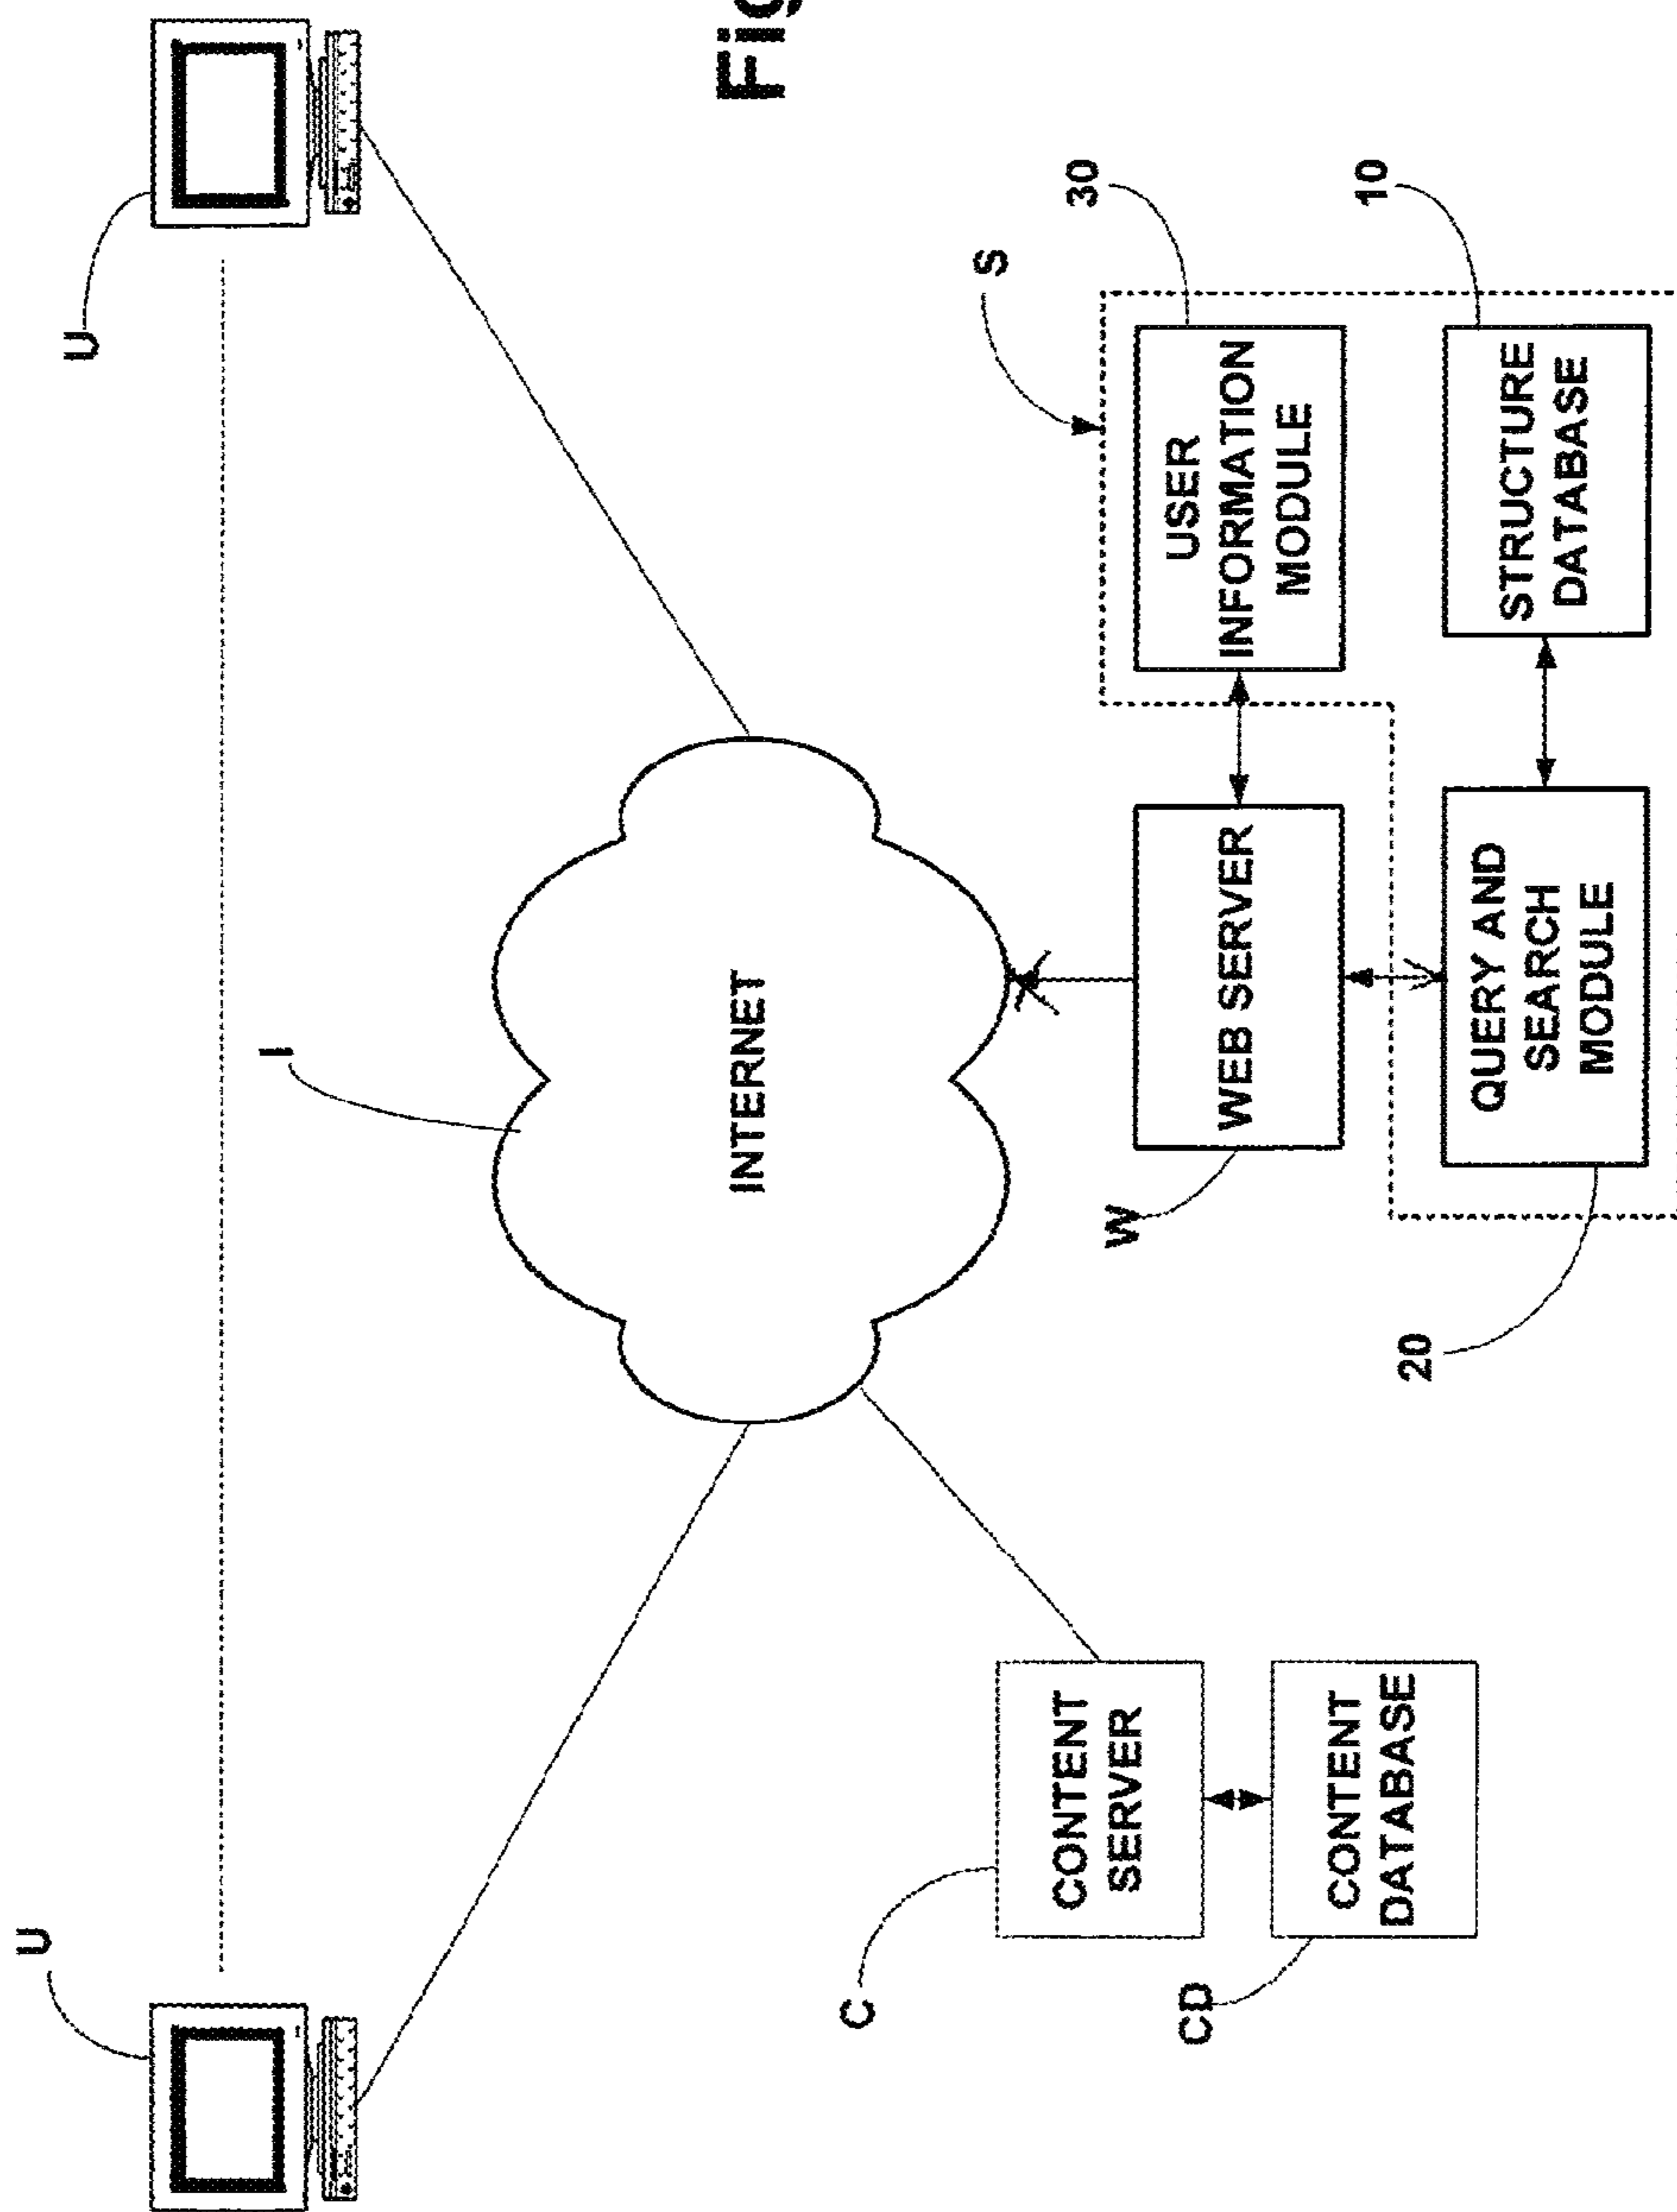 U
U
I
INTERNET
Fig
C
CONTENT
SERVER
CD
CONTENT
DATABASE
W
WEB SERVER
S
USER
INFORMATION
MODULE
30
20
QUERY AND
SEARCH
MODULE
STRUCTURE
DATABASE
10